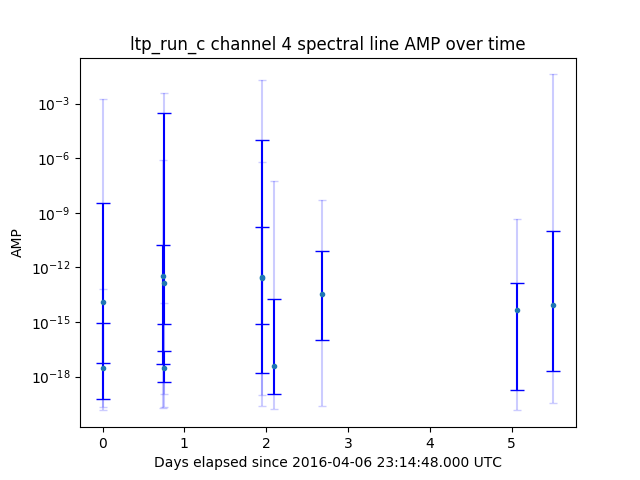 ltp_run_c channel 4 spectral line AMP over time
AMP
10⁻³
10⁻⁶
10⁻⁹
10⁻¹²
10⁻¹⁵
10⁻¹⁸
0 1 2 3 4 5
Days elapsed since 2016-04-06 23:14:48.000 UTC